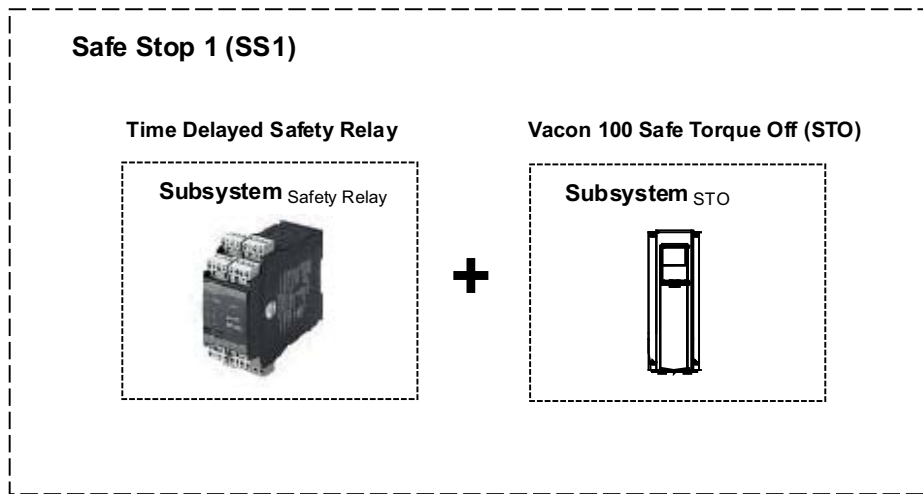 Safe Stop 1 (SS1)
Time Delayed Safety Relay
Vacon 100 Safe Torque Off (STO)
Subsystem Safety Relay
Subsystem STO
+